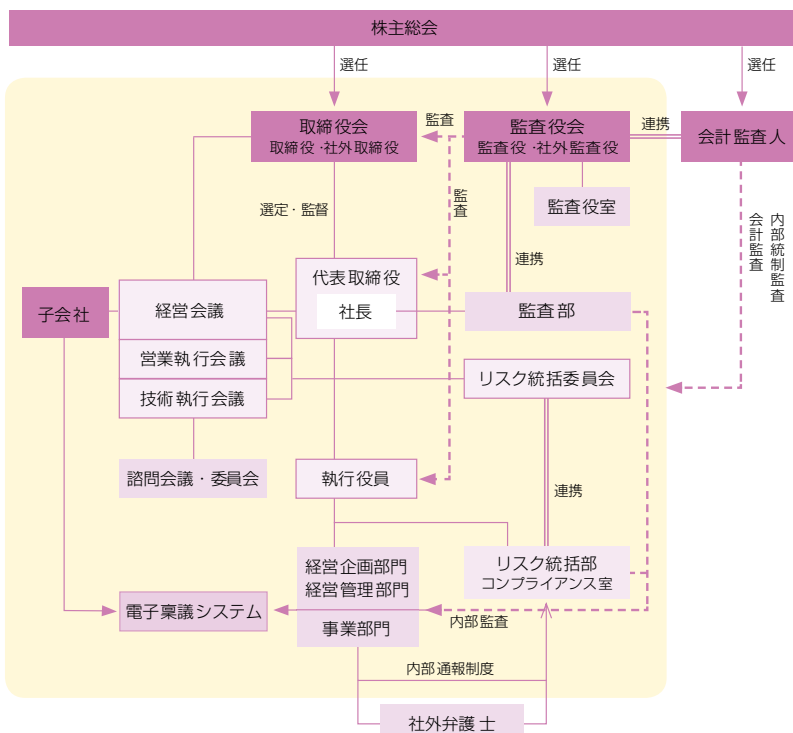 株主総会
選任
選任
選任
取締役会
取締役・社外取締役
監査
監査役会
監査役・社外監査役
連携
会計監査人
監査役室
選定・監督
監査
連携
内部統制監査
会計監査
代表取締役
社長
監査部
子会社
経営会議
営業執行会議
技術執行会議
リスク統括委員会
諮問会議・委員会
執行役員
連携
経営企画部門
経営管理部門
事業部門
リスク統括部
コンプライアンス室
電子稟議システム
内部監査
内部通報制度
社外弁護士